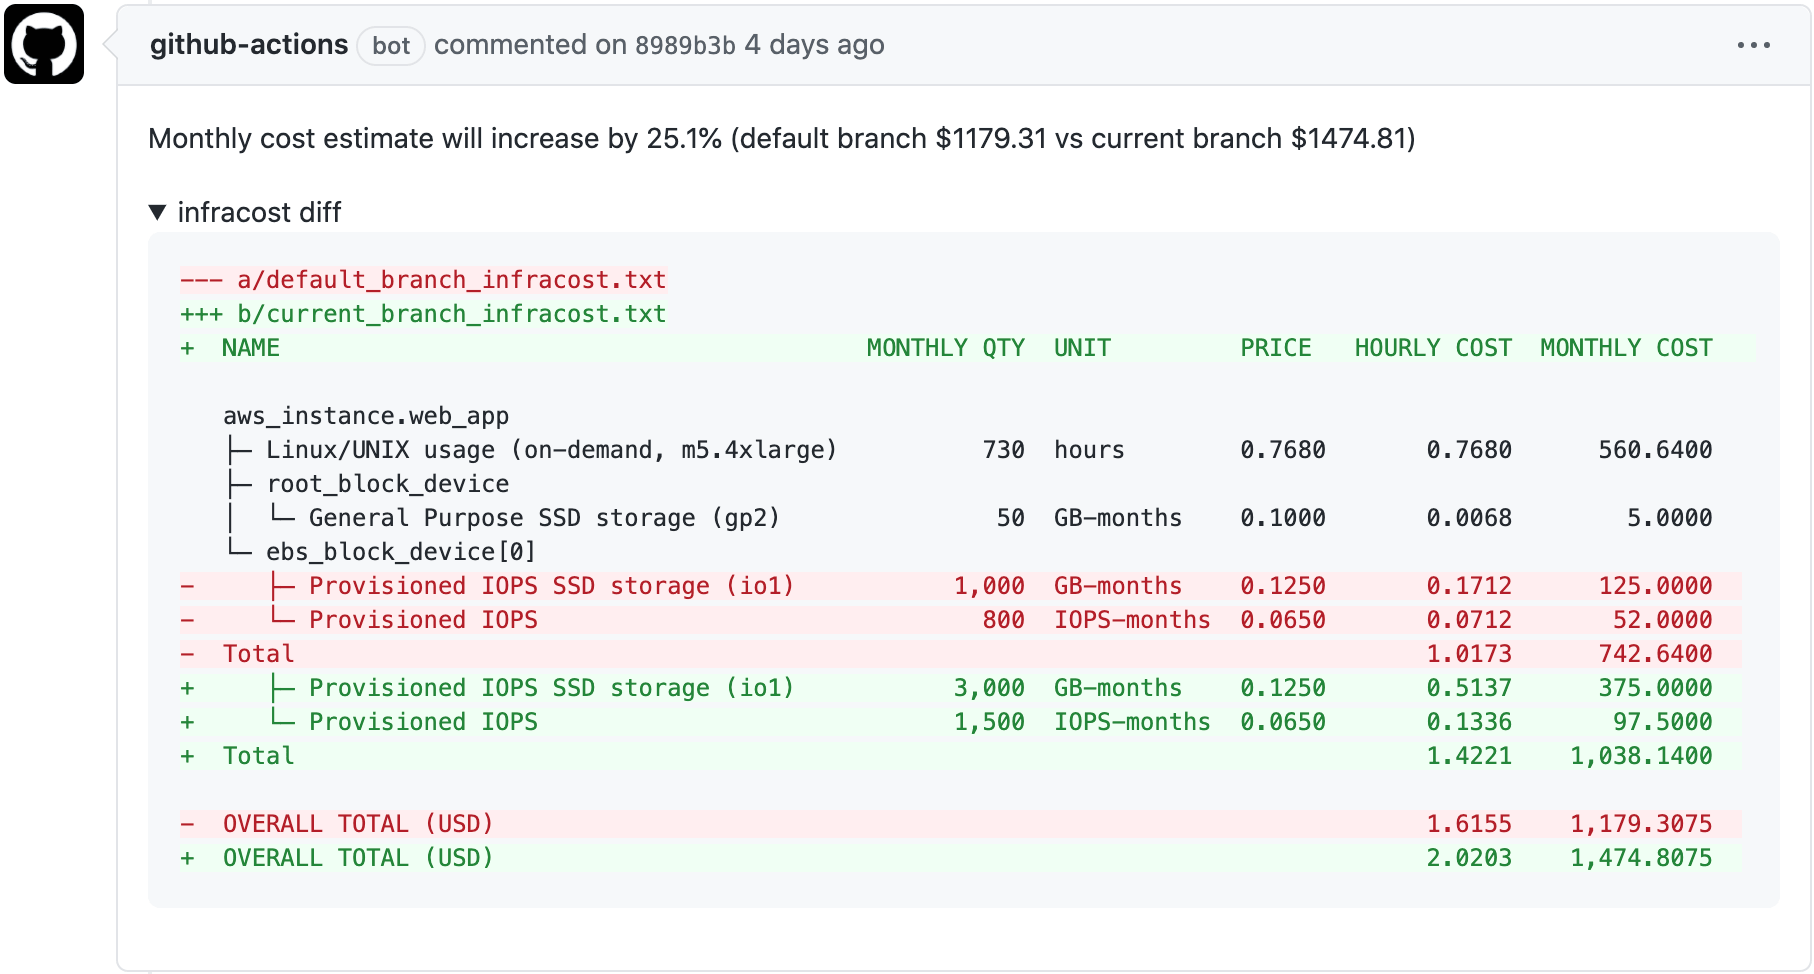 github-actions bot commented on 8989b3b 4 days ago
Monthly cost estimate will increase by 25.1% (default branch $1179.31 vs current branch $1474.81)
▼ infracost diff
--- a/default_branch_infracost.txt
+++ b/current_branch_infracost.txt
+  NAME                                         MONTHLY QTY  UNIT         PRICE   HOURLY COST  MONTHLY COST
   aws_instance.web_app
   ├─ Linux/UNIX usage (on-demand, m5.4xlarge)          730  hours        0.7680       0.7680      560.6400
   ├─ root_block_device
   │  └─ General Purpose SSD storage (gp2)               50  GB-months    0.1000       0.0068        5.0000
   └─ ebs_block_device[0]
-     ├─ Provisioned IOPS SSD storage (io1)           1,000  GB-months    0.1250       0.1712      125.0000
-     └─ Provisioned IOPS                               800  IOPS-months  0.0650       0.0712       52.0000
-  Total                                                                               1.0173      742.6400
+     ├─ Provisioned IOPS SSD storage (io1)           3,000  GB-months    0.1250       0.5137      375.0000
+     └─ Provisioned IOPS                             1,500  IOPS-months  0.0650       0.1336       97.5000
+  Total                                                                               1.4221    1,038.1400
-  OVERALL TOTAL (USD)                                                                 1.6155    1,179.3075
+  OVERALL TOTAL (USD)                                                                 2.0203    1,474.8075